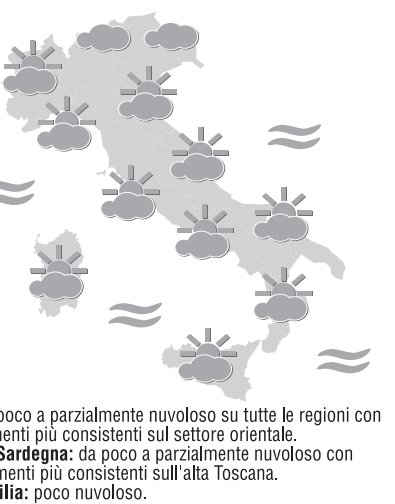 poco a parzialmente nuvoloso su tutte le regioni con
menti più consistenti sul settore orientale.
Sardegna: da poco a parzialmente nuvoloso con
menti più consistenti sull'alta Toscana.
ilia: poco nuvoloso.